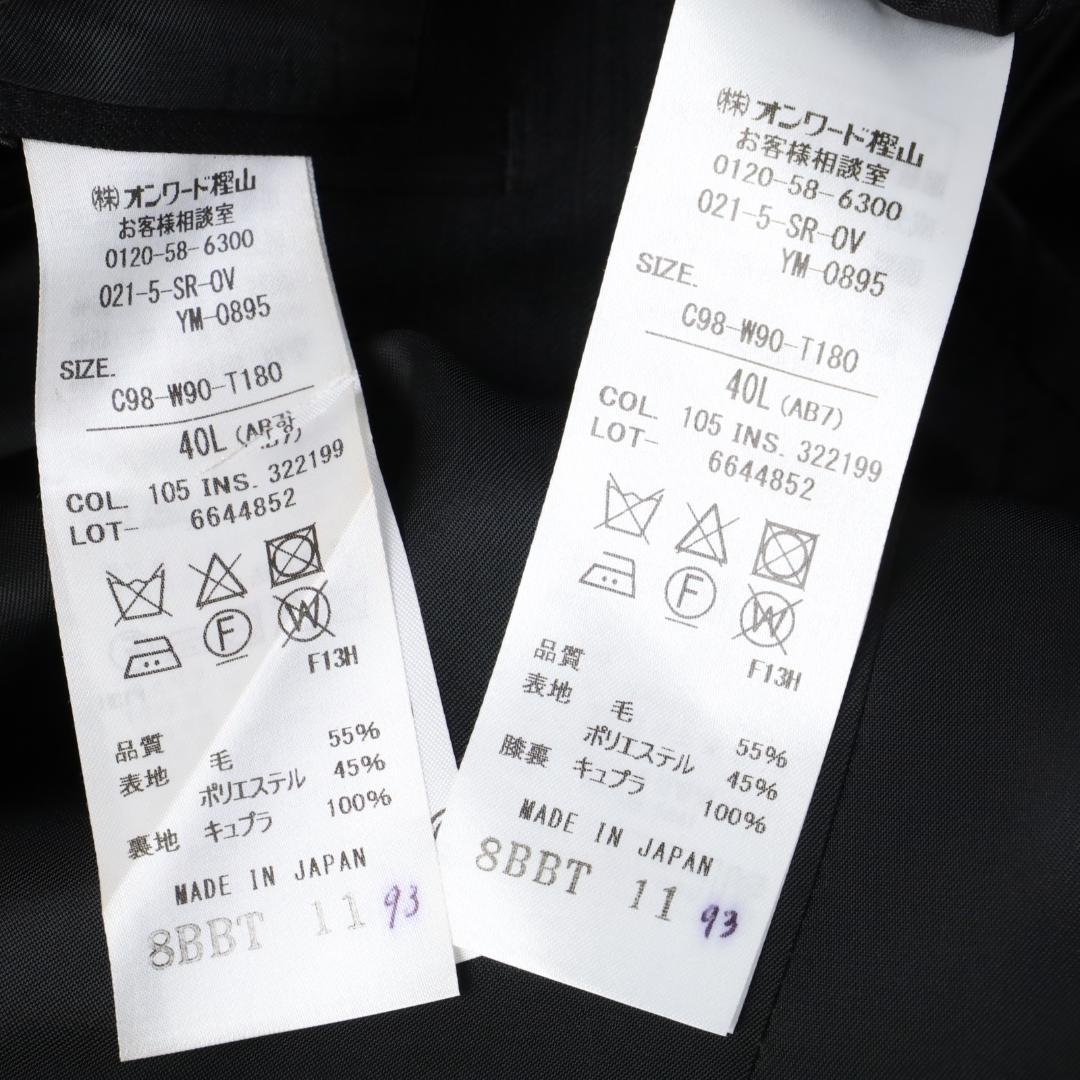 ㈱オンワード樫山
お客様相談室
0120-58-6300
021-5-SR-0V
YM-0895
SIZE.
C98-W90-T180
40L
COL. 105 INS. 322199
LOT- 6644852
F
W
F13H
品質
表地 毛 55%
ポリエステル 45%
裏地 キュプラ 100%
MADE IN JAPAN
8BBT 11 93
㈱オンワード樫山
お客様相談室
0120-58-6300
021-5-SR-0V
YM-0895
SIZE.
C98-W90-T180
40L (AB7)
COL. 105 INS. 322199
LOT- 6644852
F
W
F13H
品質
表地 毛 55%
ポリエステル 45%
膝裏 キュプラ 100%
MADE IN JAPAN
8BBT 11 93